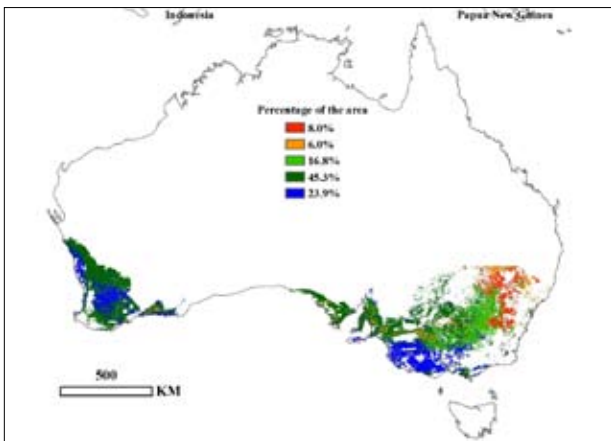 Indonesia
Papua New Guinea
Percentage of the area
8.0%
6.0%
16.8%
45.3%
23.9%
500
KM